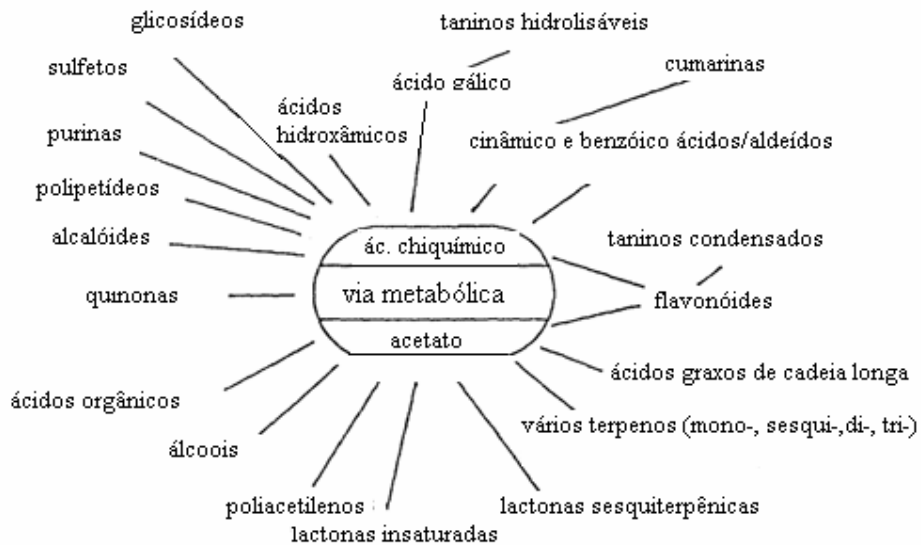 glicosídeos
taninos hidrolisáveis
sulfetos
cumarinas
ácido gálico
ácidos
hidroxâmicos
purinas
cinâmico e benzóico ácidos/aldeídos
polipetídeos
alcalóides
ác. chiquímico
taninos condensados
quinonas
via metabólica
flavonóides
acetato
ácidos graxos de cadeia longa
ácidos orgânicos
vários terpenos (mono-, sesqui-,di-, tri-)
álcoois
poliacetilenos
lactonas sesquiterpênicas
lactonas insaturadas